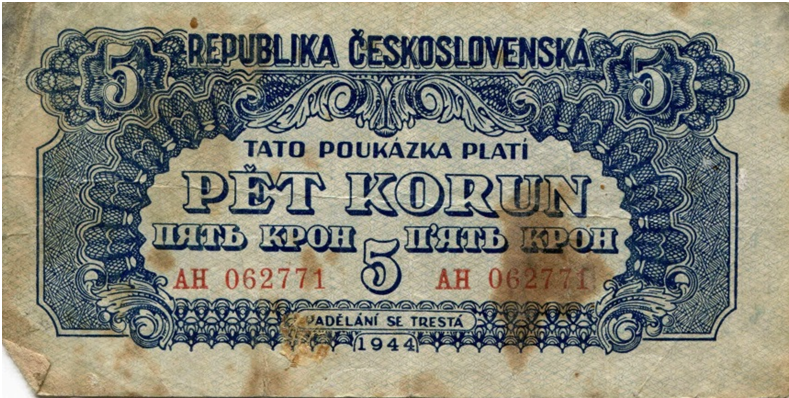 5 REPUBLIKA ČESKOSLOVENSKÁ 5
TATO POUKÁZKA PLATÍ
PĚT KORUN
ПЯТЬ КРОН 5 П'ЯТЬ КРОН
АН 062771 АН 062771
PADĚLÁNÍ SE TRESTÁ
1944